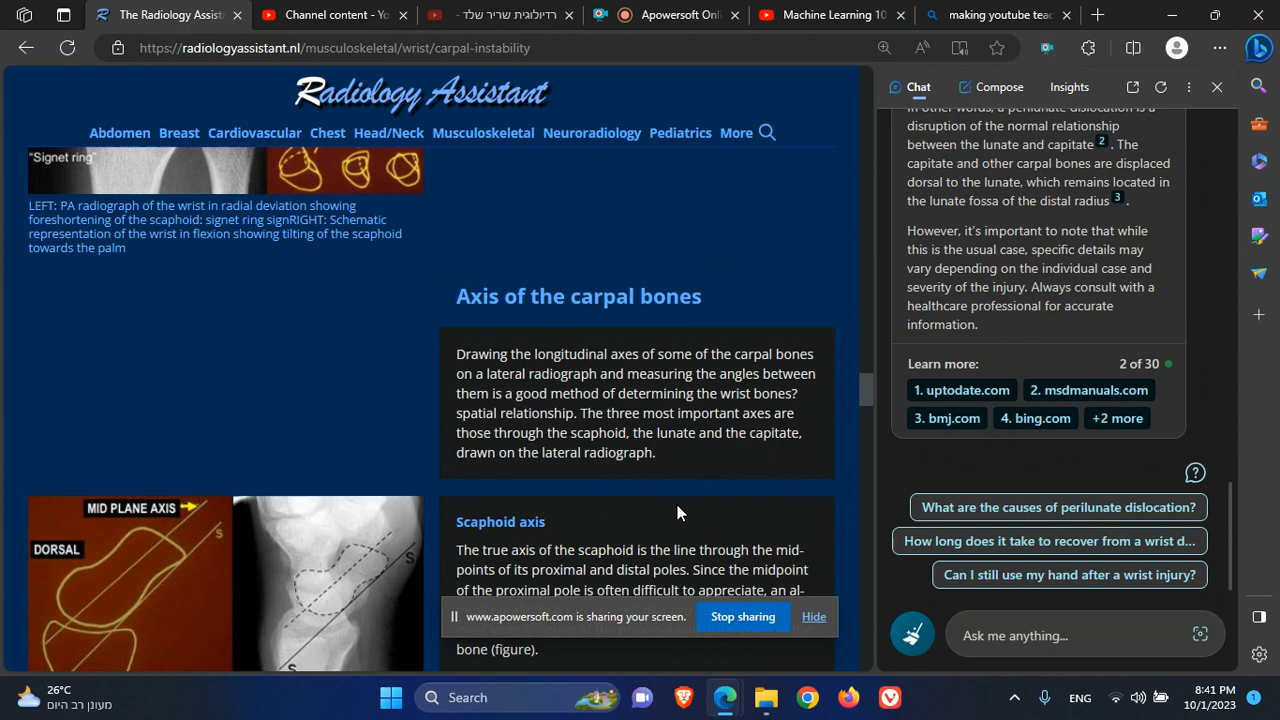 The Radiology Assist
Channel content - Yo
רדיולוגית שריר שלד -
Apowersoft Onl
Machine Learning 10
making youtube tea
https://radiologyassistant.nl/musculoskeletal/wrist/carpal-instability
Radiology Assistant
Abdomen Breast Cardiovascular Chest Head/Neck Musculoskeletal Neuroradiology Pediatrics More
"Signet ring"
LEFT: PA radiograph of the wrist in radial deviation showing
foreshortening of the scaphoid: signet ring signRIGHT: Schematic
representation of the wrist in flexion showing tilting of the scaphoid
towards the palm
Axis of the carpal bones
Drawing the longitudinal axes of some of the carpal bones
on a lateral radiograph and measuring the angles between
them is a good method of determining the wrist bones?
spatial relationship. The three most important axes are
those through the scaphoid, the lunate and the capitate,
drawn on the lateral radiograph.
MID PLANE AXIS
S
DORSAL
S
S
Scaphoid axis
The true axis of the scaphoid is the line through the mid-
points of its proximal and distal poles. Since the midpoint
of the proximal pole is often difficult to appreciate, an al-
www.apowersoft.com is sharing your screen.
Stop sharing
Hide
bone (figure).
Chat
Compose
Insights
In other words, a perilunate dislocation is a
disruption of the normal relationship
between the lunate and capitate 2 . The
capitate and other carpal bones are displaced
dorsal to the lunate, which remains located in
the lunate fossa of the distal radius 3 .
However, it's important to note that while
this is the usual case, specific details may
vary depending on the individual case and
severity of the injury. Always consult with a
healthcare professional for accurate
information.
Learn more:
2 of 30
1. uptodate.com
2. msdmanuals.com
3. bmj.com
4. bing.com
+2 more
What are the causes of perilunate dislocation?
How long does it take to recover from a wrist d...
Can I still use my hand after a wrist injury?
Ask me anything...
26°C
מעונן רב היום
Search
ENG
8:41 PM
10/1/2023
1